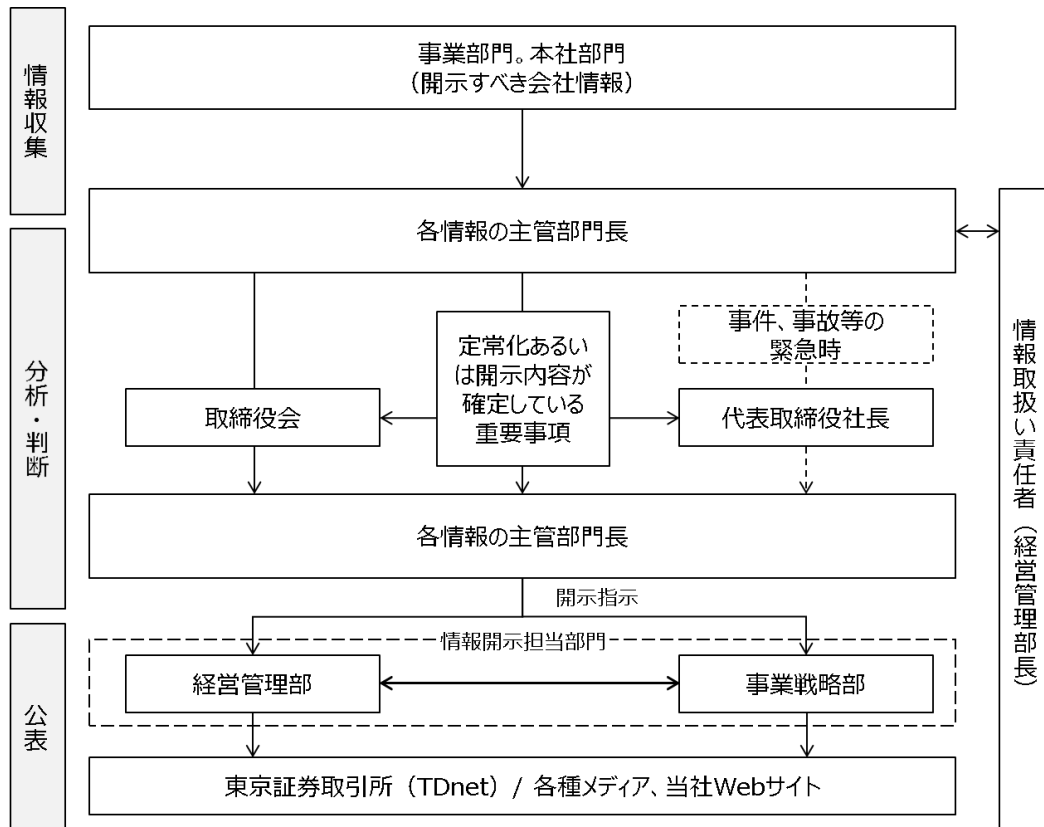 情報収集
事業部門。本社部門
（開示すべき会社情報）
各情報の主管部門長
分析・判断
定常化あるい
は開示内容が
確定している
重要事項
事件、事故等の
緊急時
取締役会
代表取締役社長
各情報の主管部門長
開示指示
公表
情報開示担当部門
経営管理部
事業戦略部
東京証券取引所（TDnet）/ 各種メディア、当社Webサイト
情報取扱い責任者（経営管理部長）